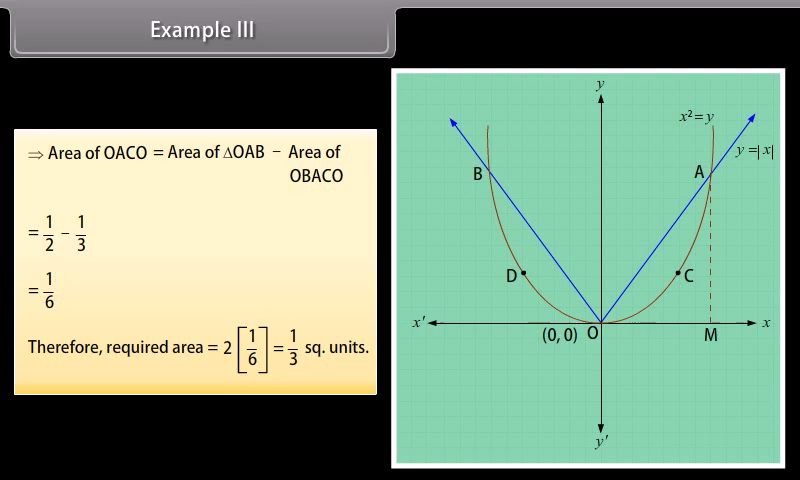 Example III
⇒ Area of OACO = Area of ∆OAB − Area of
OBACO
= 1/2 − 1/3
= 1/6
Therefore, required area = 2 [1/6] = 1/3 sq. units.
y
x² = y
y = |x|
B
A
D
C
x′
x
(0, 0) O
M
y′